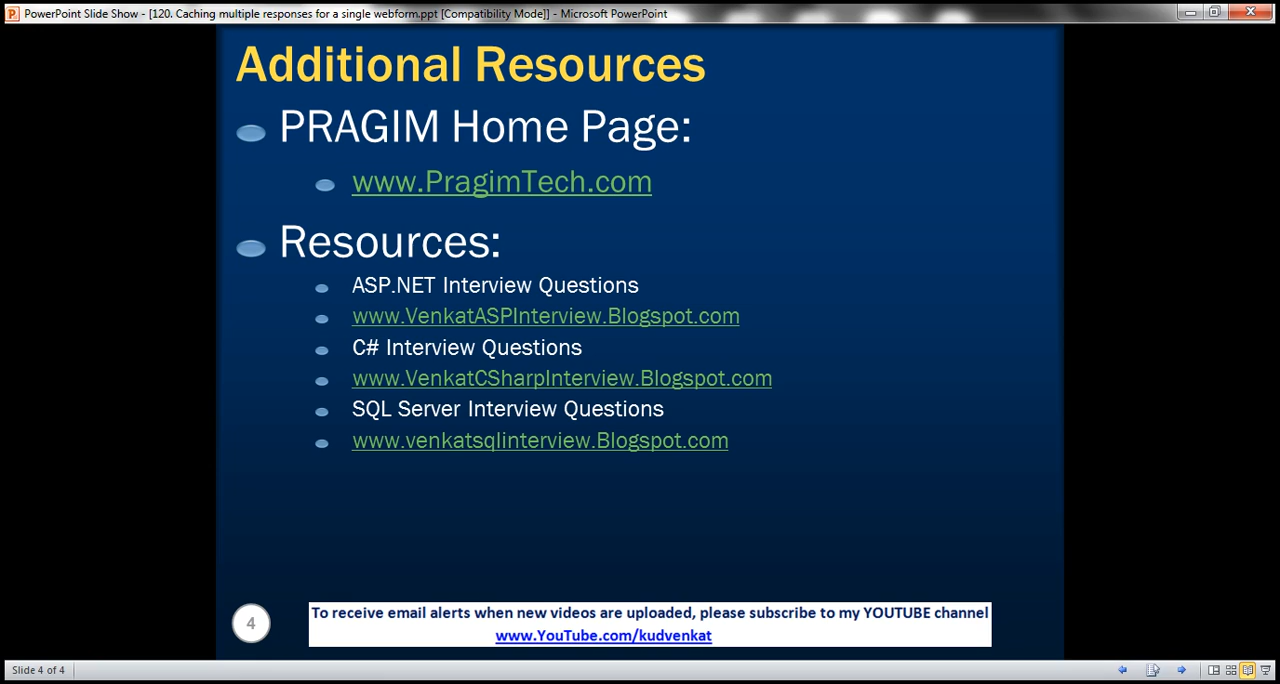 PowerPoint Slide Show - [120. Caching multiple responses for a single webform.ppt [Compatibility Mode]] - Microsoft PowerPoint
Additional Resources
PRAGIM Home Page:
www.PragimTech.com
Resources:
ASP.NET Interview Questions
www.VenkatASPInterview.Blogspot.com
C# Interview Questions
www.VenkatCSharpInterview.Blogspot.com
SQL Server Interview Questions
www.venkatsqlinterview.Blogspot.com
4
To receive email alerts when new videos are uploaded, please subscribe to my YOUTUBE channel
www.YouTube.com/kudvenkat
Slide 4 of 4